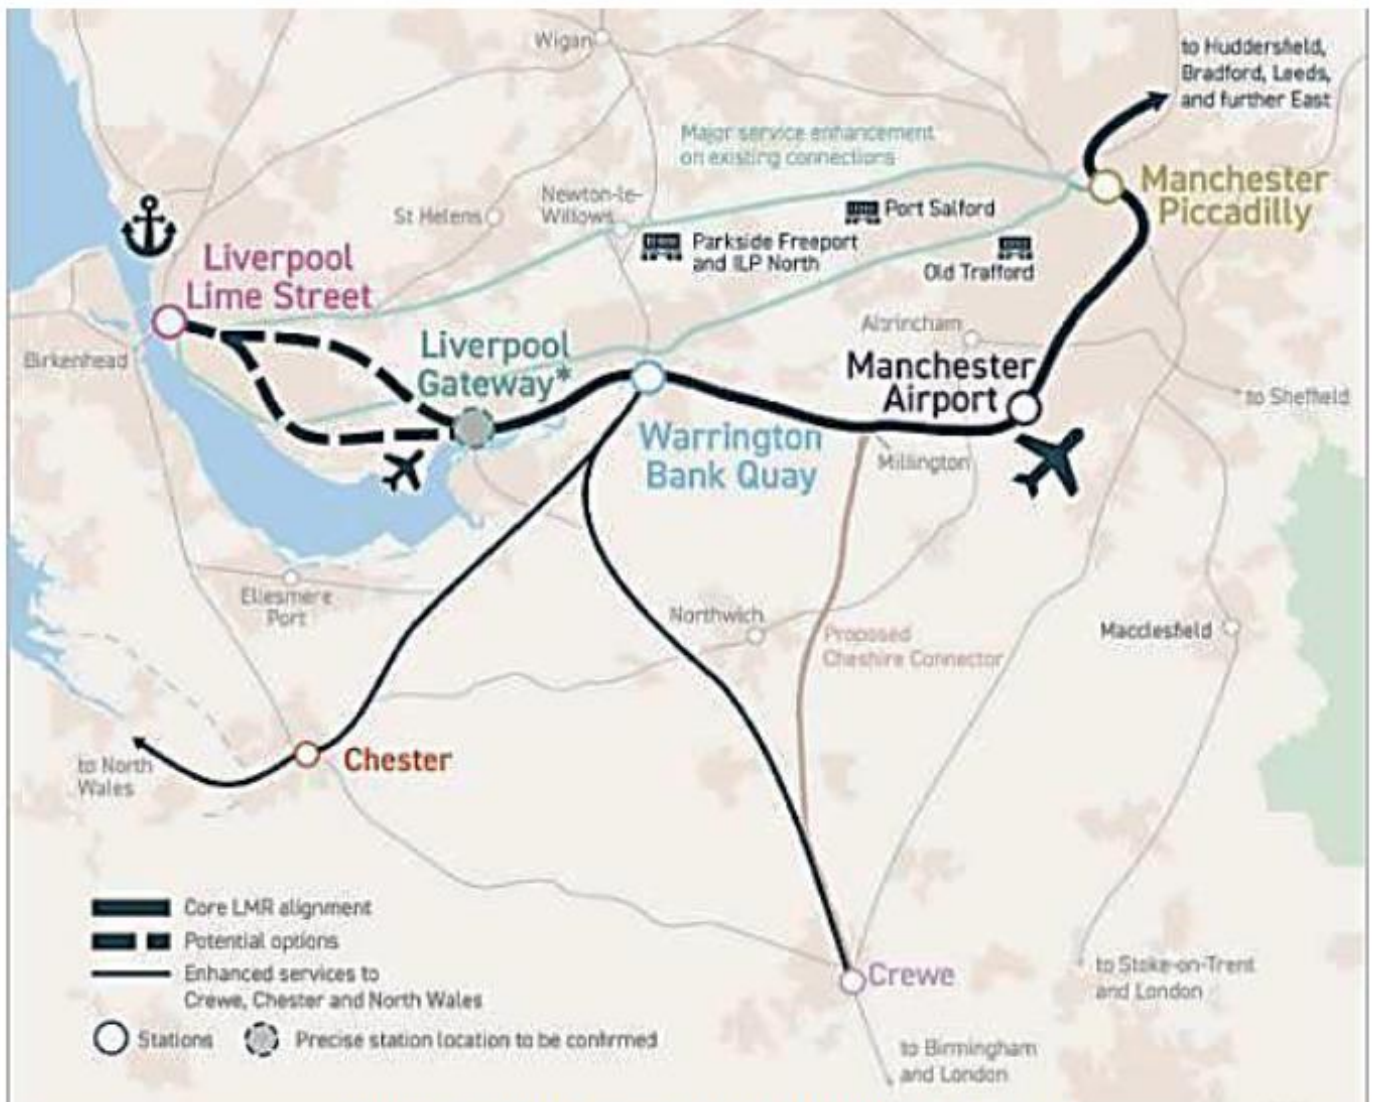 Wigan
to Huddersfield,
Bradford, Leeds,
and further East
Major service enhancement
on existing connections
Manchester
Piccadilly
Newton-le-
Willows
St Helens
Port Salford
Parkside Freeport
and ILP North
Old Trafford
Liverpool
Lime Street
Birkenhead
Liverpool
Gateway*
Altrincham
Manchester
Airport
to Sheffield
Warrington
Bank Quay
Millington
Ellesmere
Port
Northwich
Proposed
Cheshire Connector
Macclesfield
to North
Wales
Chester
Core LMR alignment
Potential options
Enhanced services to
Crewe, Chester and North Wales
Stations
Precise station location to be confirmed
Crewe
to Stoke-on-Trent
and London
to Birmingham
and London